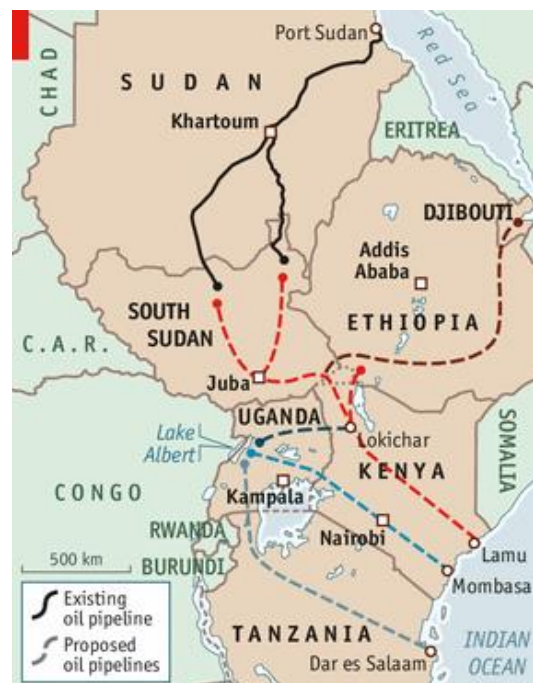 Port Sudan
Red Sea
CHAD
SUDAN
Khartoum
ERITREA
DJIBOUTI
Addis
Ababa
ETHIOPIA
SOUTH
SUDAN
C.A.R.
Juba
UGANDA
Lake
Albert
Lokichar
KENYA
SOMALIA
CONGO
Kampala
Nairobi
RWANDA
Lamu
500 km
BURUNDI
Mombasa
Existing
oil pipeline
Proposed
oil pipelines
TANZANIA
Dar es Salaam
INDIAN
OCEAN